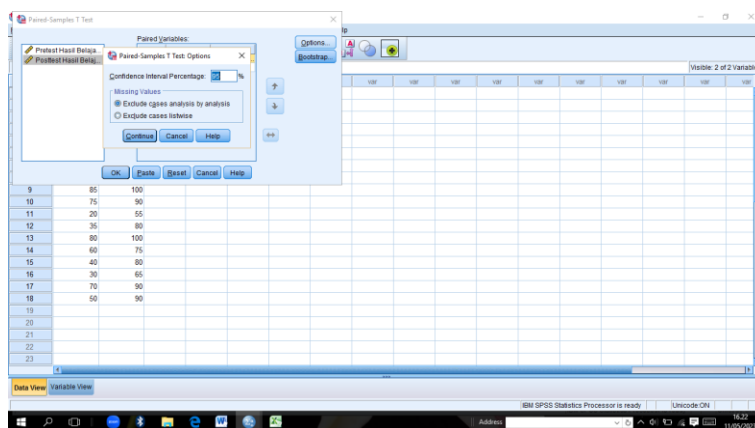 Paired-Samples T Test
Paired Variables:
Pretest Hasil Belaja...
Posttest Hasil Belaj...
Options...
Bootstrap...
Paired-Samples T Test: Options
Confidence Interval Percentage: 95 %
Missing Values
Exclude cases analysis by analysis
Exclude cases listwise
Continue Cancel Help
OK Paste Reset Cancel Help
Visible: 2 of 2 Variable
var var var var var var var var
9 85 100
10 75 90
11 20 55
12 35 80
13 80 100
14 60 75
15 40 80
16 30 65
17 70 90
18 50 90
19
20
21
22
23
Data View Variable View
IBM SPSS Statistics Processor is ready Unicode:ON
Address
16.22
11/05/202